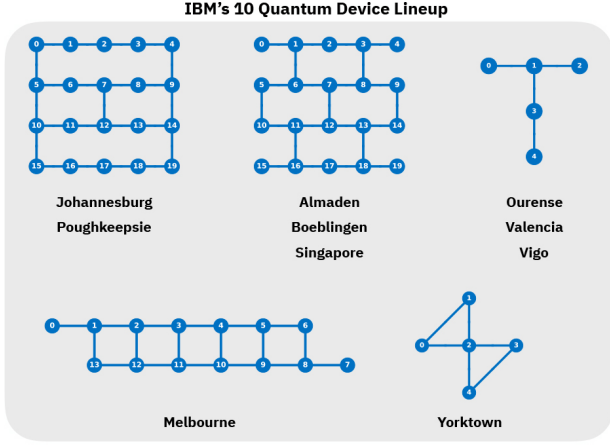 IBM’s 10 Quantum Device Lineup
0 1 2 3 4
5 6 7 8 9
10 11 12 13 14
15 16 17 18 19
Johannesburg
Poughkeepsie
0 1 2 3 4
5 6 7 8 9
10 11 12 13 14
15 16 17 18 19
Almaden
Boeblingen
Singapore
0 1 2
3
4
Ourense
Valencia
Vigo
0 1 2 3 4 5 6
13 12 11 10 9 8 7
Melbourne
1
0 2 3
4
Yorktown